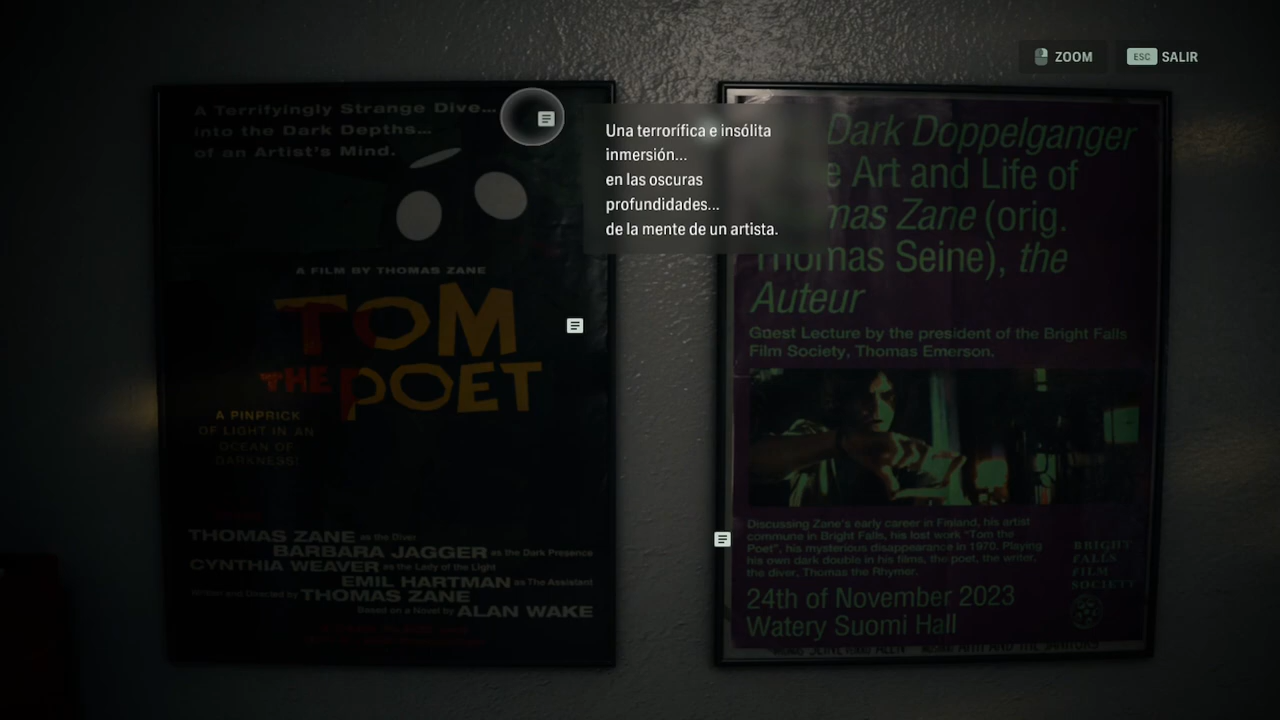 ZOOM
ESC SALIR
A Terrifyingly Strange Dive...
into the Dark Depths...
of an Artist's Mind.
Una terrorífica e insólita
inmersión...
en las oscuras
profundidades...
de la mente de un artista.
A FILM BY THOMAS ZANE
TOM
THE POET
A PINPRICK
OF LIGHT IN AN
OCEAN OF
DARKNESS!
THOMAS ZANE as the Diver
BARBARA JAGGER as the Dark Presence
CYNTHIA WEAVER as the Lady of the Light
EMIL HARTMAN as The Assistant
Written and Directed by THOMAS ZANE
Based on a Novel by ALAN WAKE
Dark Doppelganger
e Art and Life of
mas Zane (orig.
Thomas Seine), the
Auteur
Guest Lecture by the president of the Bright Falls
Film Society, Thomas Emerson.
Discussing Zane's early career in Finland, his artist
commune in Bright Falls, his lost work "Tom the
Poet", his mysterious disappearance in 1970. Playing
his own dark double in his films, the poet, the writer,
the diver, Thomas the Rhymer.
BRIGHT
FALLS
FILM
SOCIETY
24th of November 2023
Watery Suomi Hall